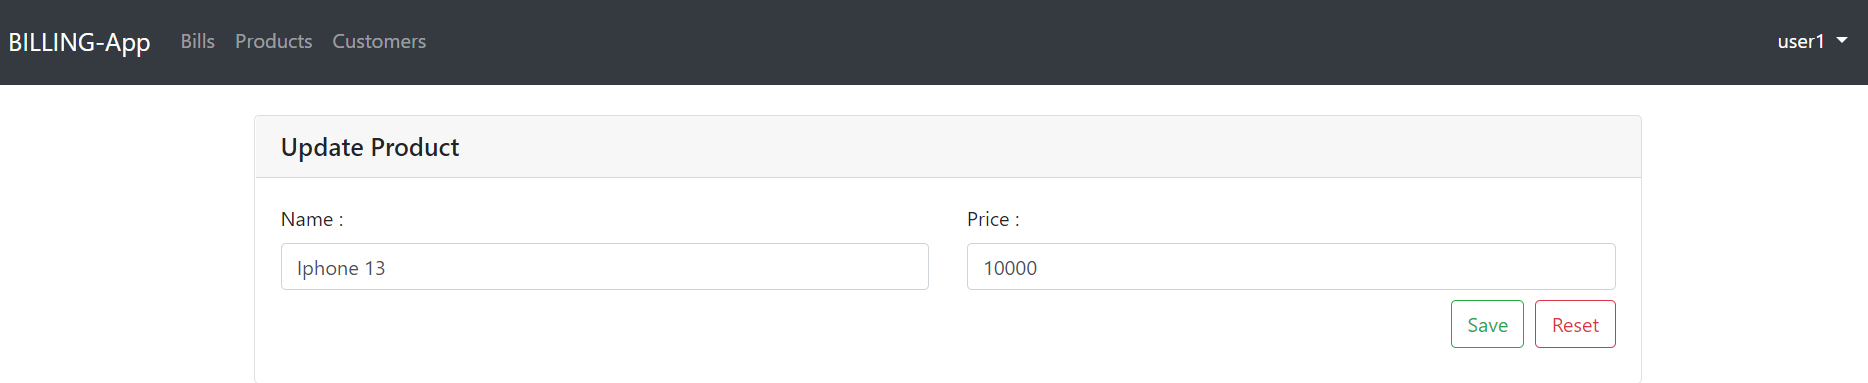 BILLING-App Bills Products Customers user1
Update Product
Name : Price :
Iphone 13 10000
Save Reset